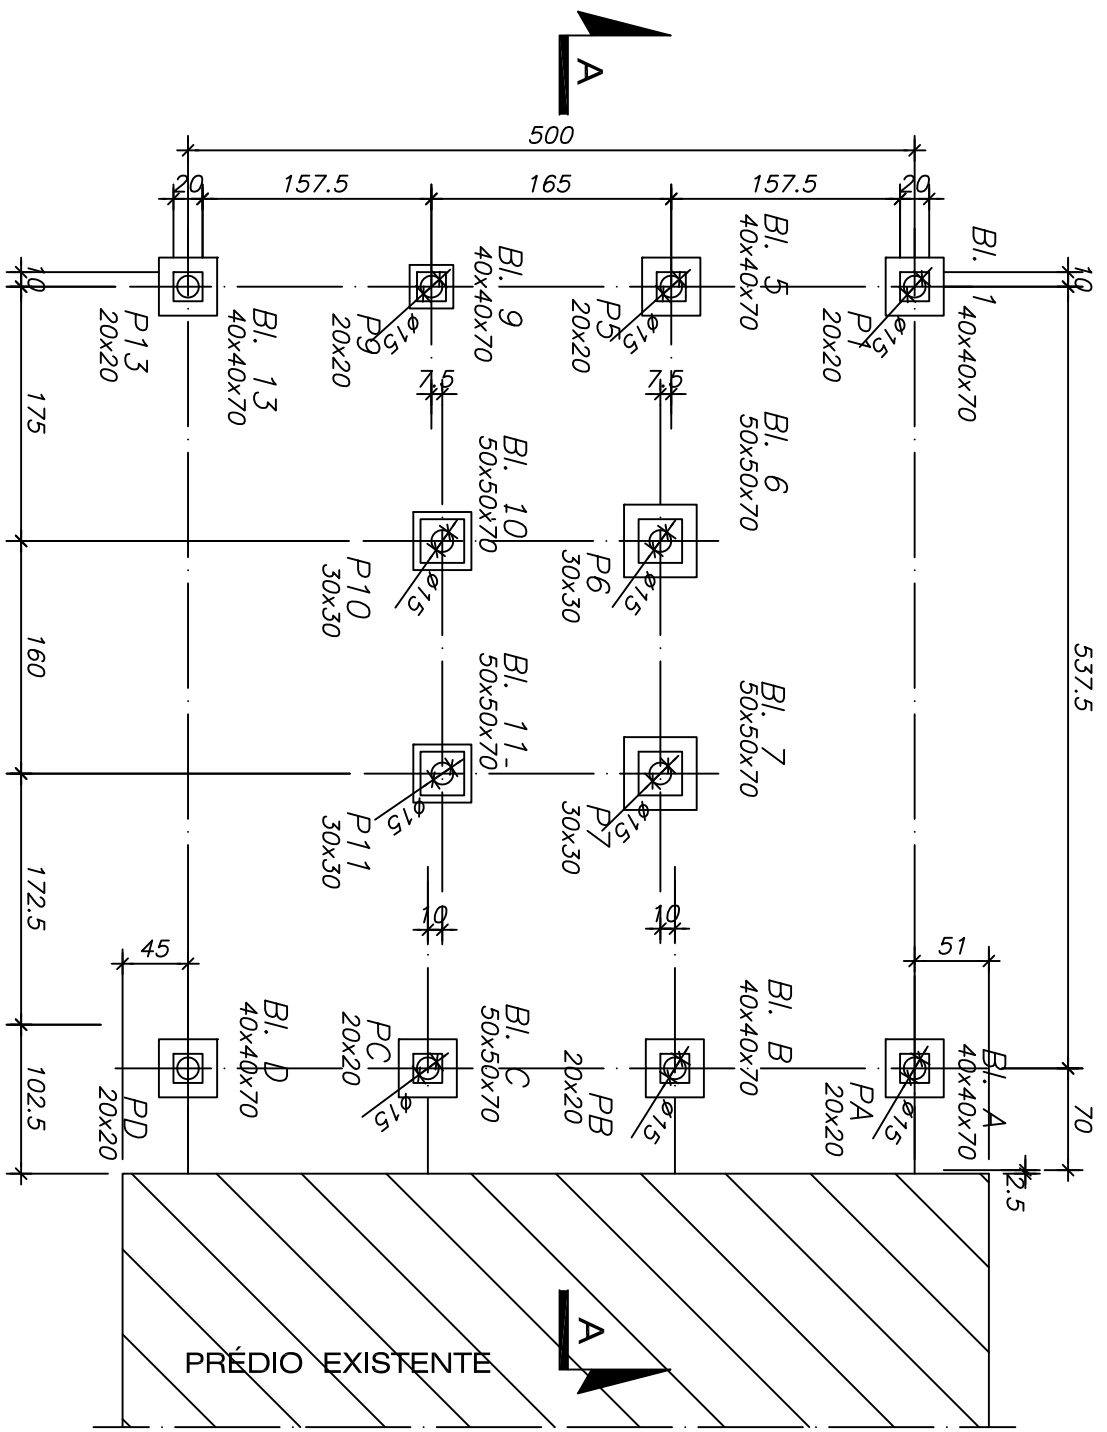 A
500
20
157.5
165
157.5
20
Bl. 1
40x40x70
P1
20x20
ø15
Bl. 5
40x40x70
P5
20x20
ø15
Bl. 9
40x40x70
P9
20x20
ø15
Bl. 13
40x40x70
P13
20x20
10
10
7.5
7.5
175
537.5
Bl. 6
50x50x70
P6
30x30
ø15
Bl. 10
50x50x70
P10
30x30
ø15
160
Bl. 7
50x50x70
P7
30x30
ø15
Bl. 11-
50x50x70
P11
30x30
ø15
172.5
10
10
45
51
Bl. A
40x40x70
PA
20x20
ø15
Bl. B
40x40x70
PB
20x20
ø15
Bl. C
50x50x70
PC
20x20
ø15
Bl. D
40x40x70
PD
20x20
102.5
70
2.5
A
PRÉDIO EXISTENTE